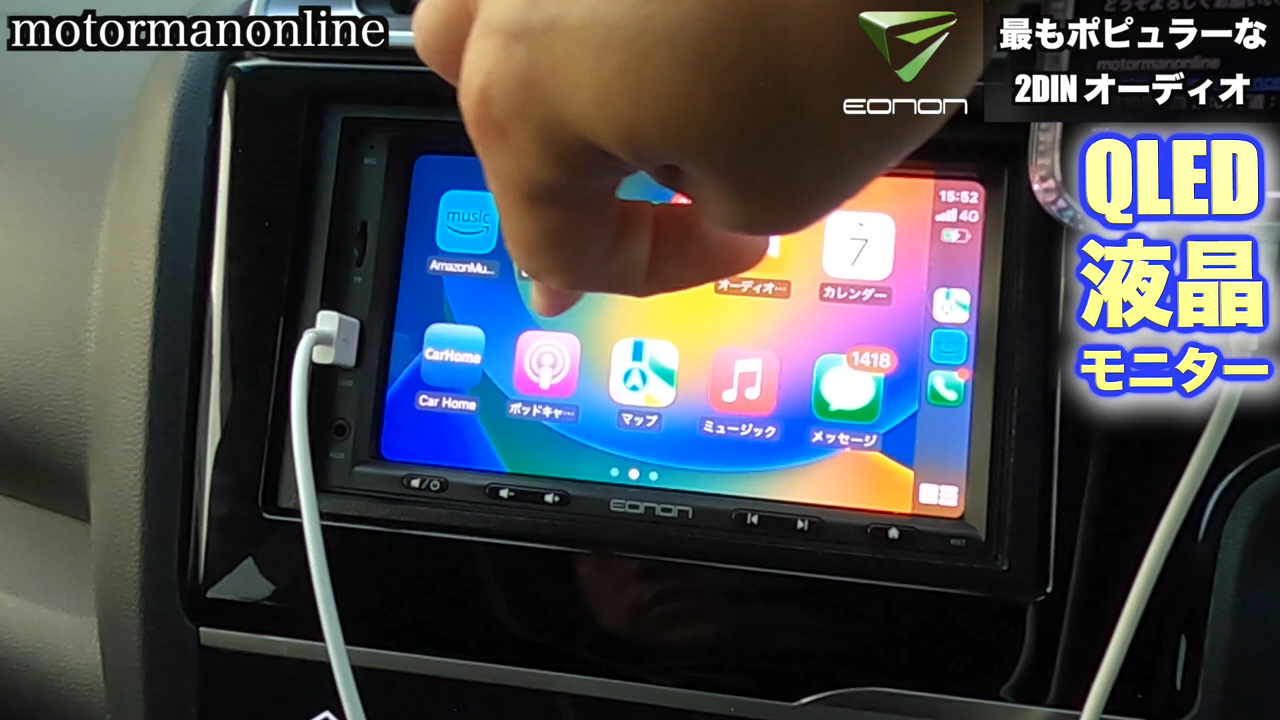 motormanonline
EONON
最もポピュラーな
2DIN オーディオ
QLED
液晶
モニター
motormanonline
15:52
4G
music
AmazonMu...
オーディオ…
7
カレンダー
CarHome
1418
Car Home
ポッドキャ…
マップ
ミュージック
メッセージ
EONON
RST